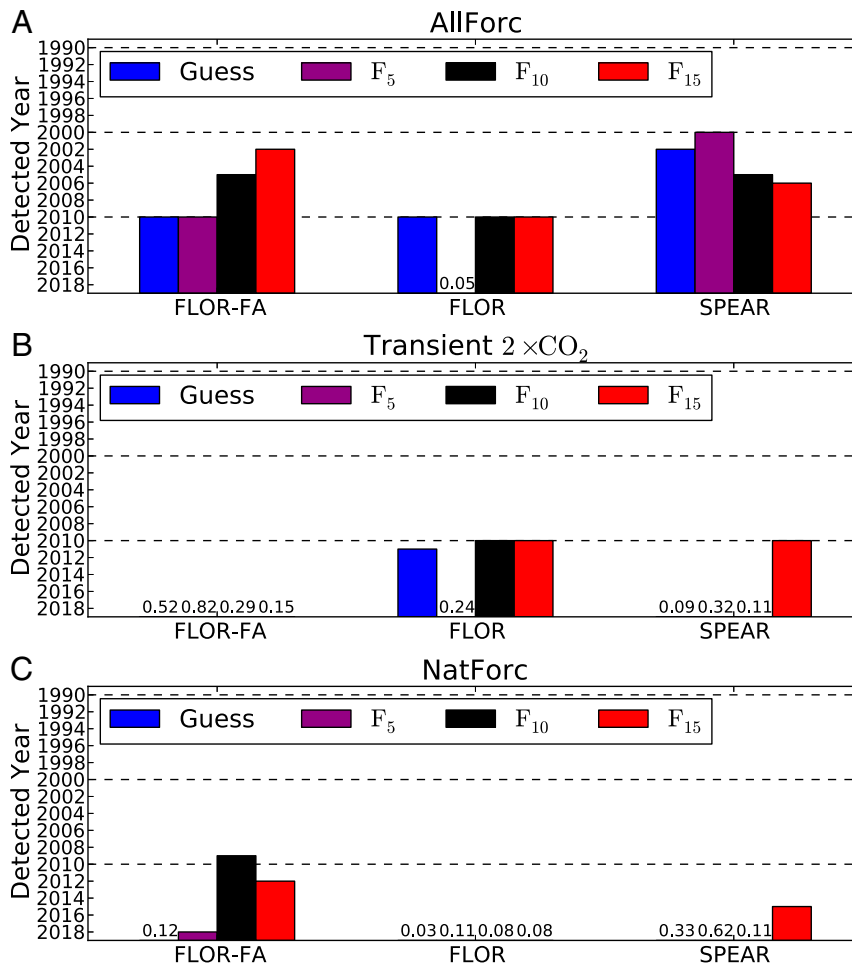 A
AllForc
Guess F₅ F₁₀ F₁₅
Detected Year
1990
1992
1994
1996
1998
2000
2002
2004
2006
2008
2010
2012
2014
2016
2018
0.05
FLOR-FA FLOR SPEAR
B
Transient 2 ×CO₂
Guess F₅ F₁₀ F₁₅
Detected Year
1990
1992
1994
1996
1998
2000
2002
2004
2006
2008
2010
2012
2014
2016
2018
0.52 0.82 0.29 0.15 0.24 0.09 0.32 0.11
FLOR-FA FLOR SPEAR
C
NatForc
Guess F₅ F₁₀ F₁₅
Detected Year
1990
1992
1994
1996
1998
2000
2002
2004
2006
2008
2010
2012
2014
2016
2018
0.12 0.03 0.11 0.08 0.08 0.33 0.62 0.11
FLOR-FA FLOR SPEAR